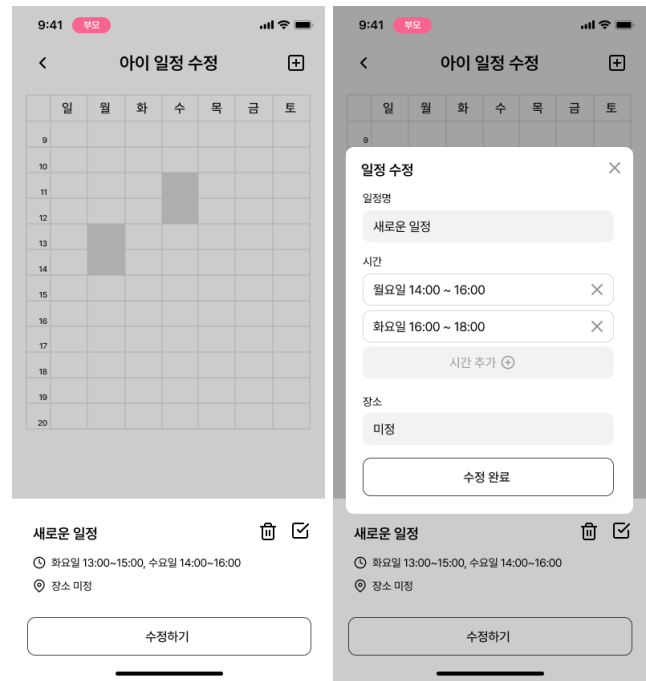 9:41 부모
아이 일정 수정
일 월 화 수 목 금 토
9
10
11
12
13
14
15
16
17
18
19
20
새로운 일정
화요일 13:00~15:00, 수요일 14:00~16:00
장소 미정
수정하기
9:41 부모
아이 일정 수정
일 월 화 수 목 금 토
9
일정 수정
일정명
새로운 일정
시간
월요일 14:00 ~ 16:00
화요일 16:00 ~ 18:00
시간 추가
장소
미정
수정 완료
새로운 일정
화요일 13:00~15:00, 수요일 14:00~16:00
장소 미정
수정하기